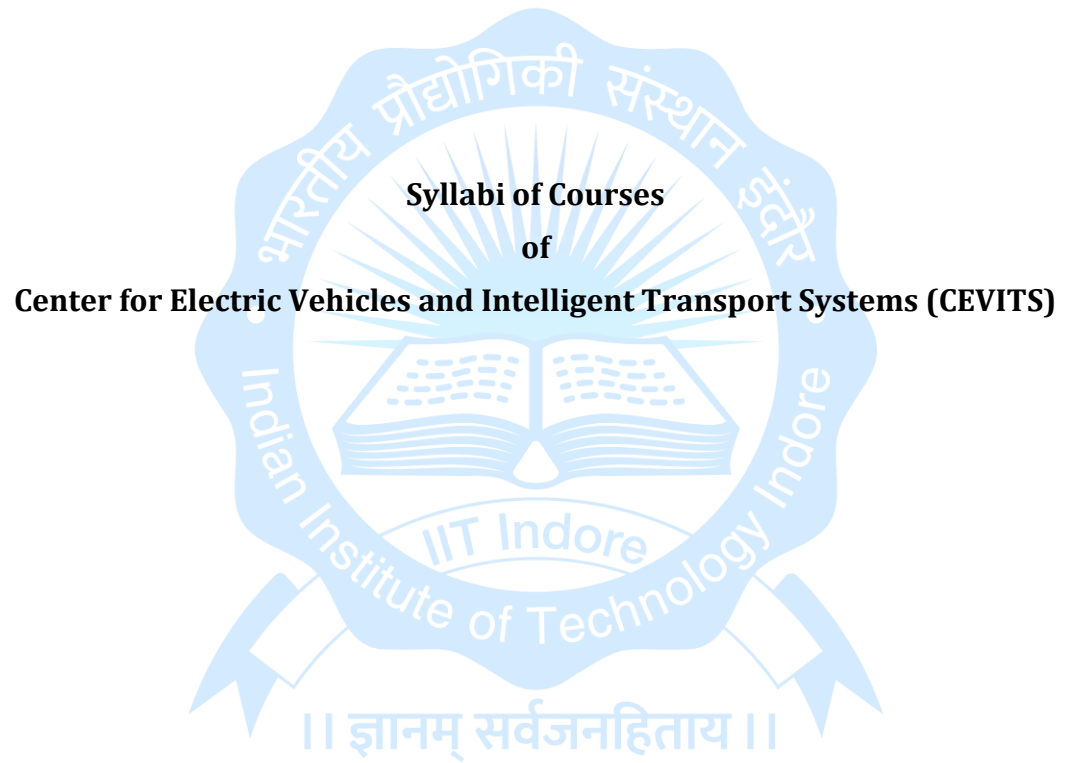 भारतीय प्रौद्योगिकी संस्थान इंदौर
Syllabi of Courses
of
Center for Electric Vehicles and Intelligent Transport Systems (CEVITS)
IIT Indore
Indian Institute of Technology Indore
।। ज्ञानम् सर्वजनहिताय ।।